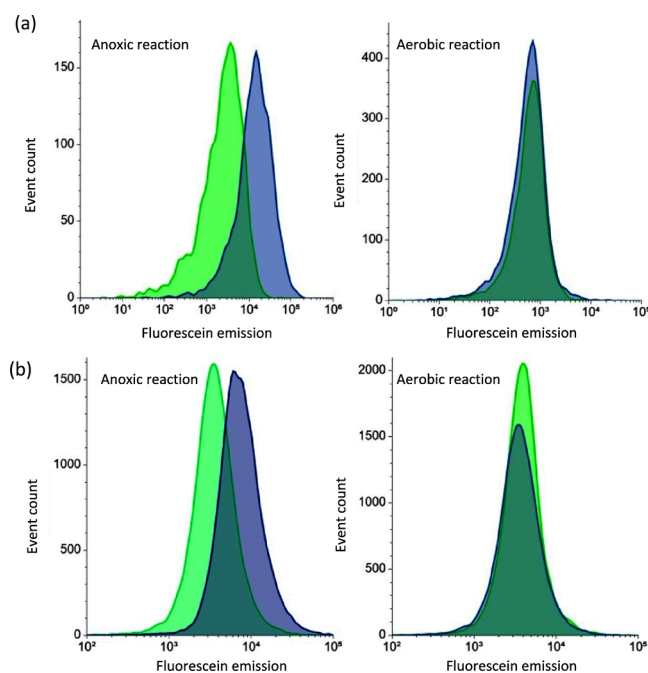 (a)
Anoxic reaction
150
100
50
0
Event count
10⁰ 10¹ 10² 10³ 10⁴ 10⁵ 10⁶
Fluorescein emission
Aerobic reaction
400
300
200
100
0
Event count
10⁰ 10¹ 10² 10³ 10⁴ 10⁵
Fluorescein emission
(b)
Anoxic reaction
1500
1000
500
0
Event count
10² 10³ 10⁴ 10⁵
Fluorescein emission
Aerobic reaction
2000
1500
1000
500
0
Event count
10² 10³ 10⁴ 10⁵
Fluorescein emission